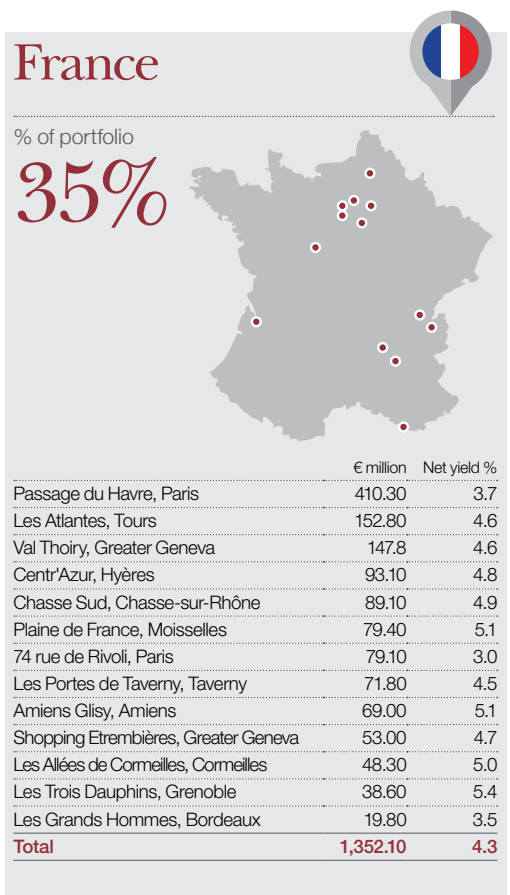 France
% of portfolio
35%
€ million Net yield %
Passage du Havre, Paris 410.30 3.7
Les Atlantes, Tours 152.80 4.6
Val Thoiry, Greater Geneva 147.8 4.6
Centr'Azur, Hyères 93.10 4.8
Chasse Sud, Chasse-sur-Rhône 89.10 4.9
Plaine de France, Moisselles 79.40 5.1
74 rue de Rivoli, Paris 79.10 3.0
Les Portes de Taverny, Taverny 71.80 4.5
Amiens Glisy, Amiens 69.00 5.1
Shopping Etrembières, Greater Geneva 53.00 4.7
Les Allées de Cormeilles, Cormeilles 48.30 5.0
Les Trois Dauphins, Grenoble 38.60 5.4
Les Grands Hommes, Bordeaux 19.80 3.5
Total 1,352.10 4.3